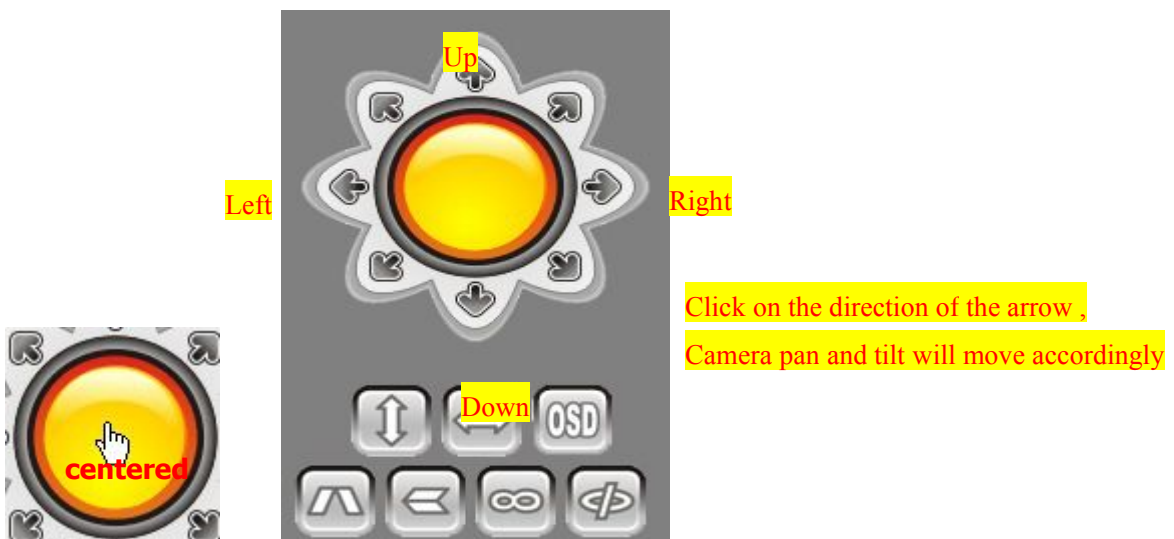 Up
Left
Right
Click on the direction of the arrow ,
Camera pan and tilt will move accordingly
Down
OSD
centered